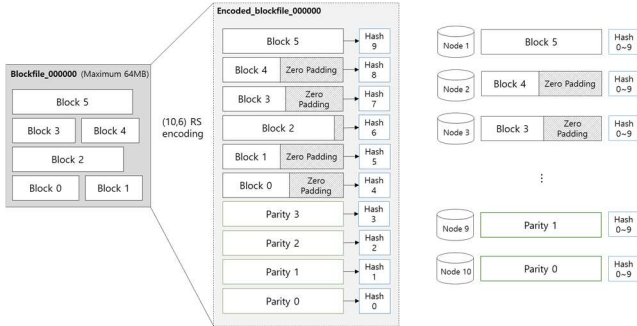 Blockfile_000000 (Maximum 64MB)
Block 5
Block 3
Block 4
Block 2
Block 0
Block 1
(10,6) RS
encoding
Encoded_blockfile_000000
Block 5
Hash
9
Block 4
Zero Padding
Hash
8
Block 3
Zero
Padding
Hash
7
Block 2
Hash
6
Block 1
Zero Padding
Hash
5
Block 0
Zero
Padding
Hash
4
Parity 3
Hash
3
Parity 2
Hash
2
Parity 1
Hash
1
Parity 0
Hash
0
Node 1
Block 5
Hash
0~9
Node 2
Block 4
Zero Padding
Hash
0~9
Node 3
Block 3
Zero
Padding
Hash
0~9
⋮
Node 9
Parity 1
Hash
0~9
Node 10
Parity 0
Hash
0~9